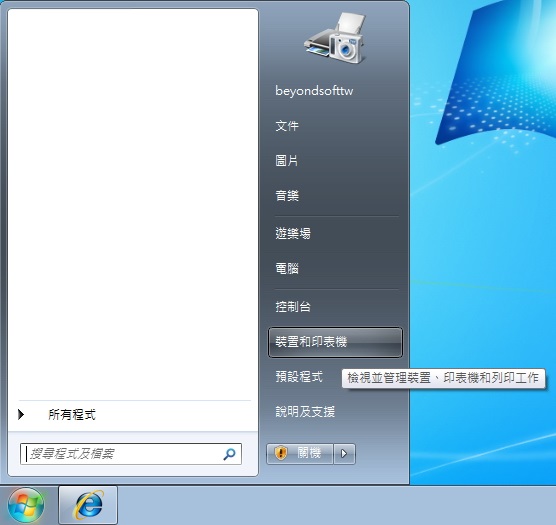 beyondsofttw
文件
圖片
音樂
遊樂場
電腦
控制台
裝置和印表機
預設程式
檢視並管理裝置、印表機和列印工作
說明及支援
所有程式
搜尋程式及檔案
關機